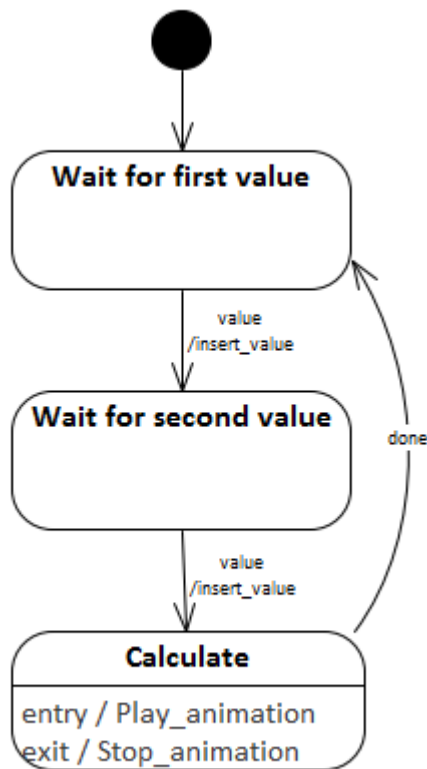 Wait for first value
value
/insert_value
Wait for second value
done
value
/insert_value
Calculate
entry / Play_animation
exit / Stop_animation